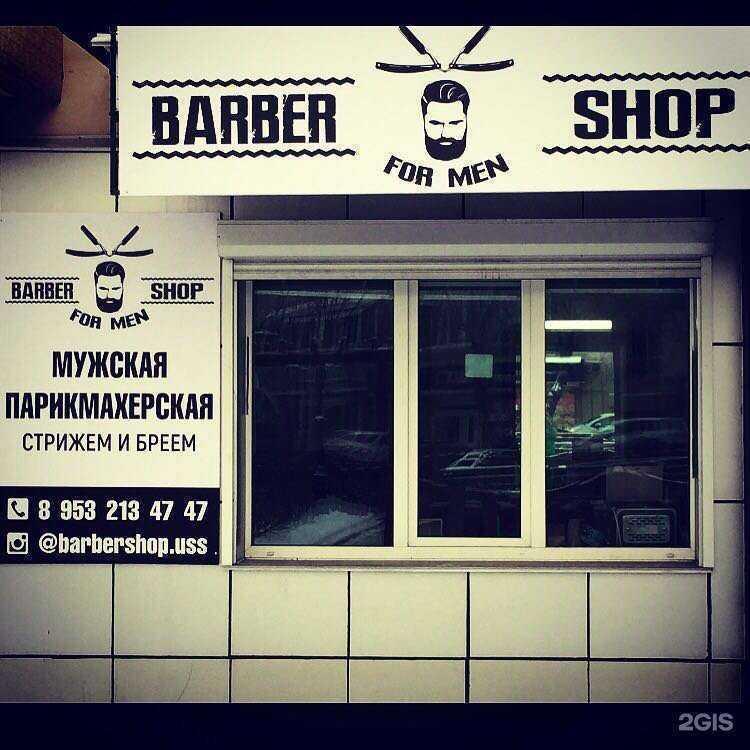 BARBER SHOP
FOR MEN
BARBER SHOP
FOR MEN
МУЖСКАЯ
ПАРИКМАХЕРСКАЯ
СТРИЖЕМ И БРЕЕМ
8 953 213 47 47
@barbershop.uss
2GIS